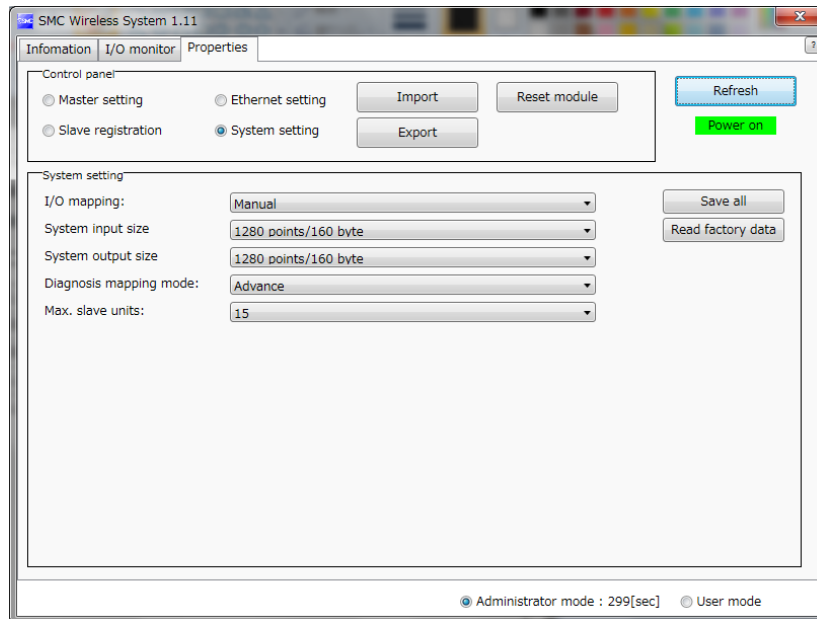 SMC Wireless System 1.11
Infomation I/O monitor Properties ?
Control panel
Master setting Ethernet setting Import Reset module Refresh
Slave registration System setting Export Power on
System setting
I/O mapping: Manual Save all
System input size 1280 points/160 byte Read factory data
System output size 1280 points/160 byte
Diagnosis mapping mode: Advance
Max. slave units: 15
Administrator mode : 299[sec] User mode